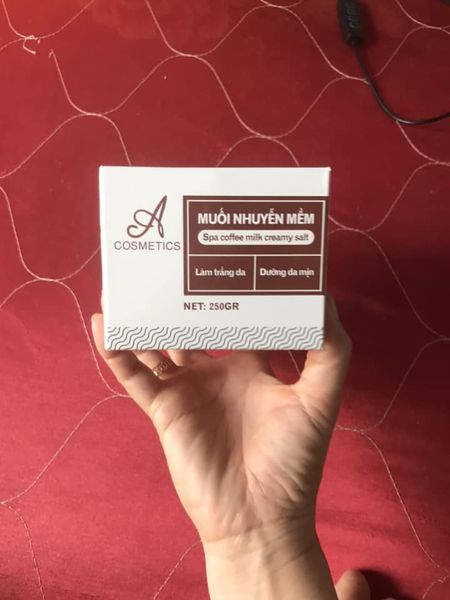 A
COSMETICS
MUỐI NHUYỄN MỀM
Spa coffee milk creamy salt
Làm trắng da
Dưỡng da mịn
NET: 250GR